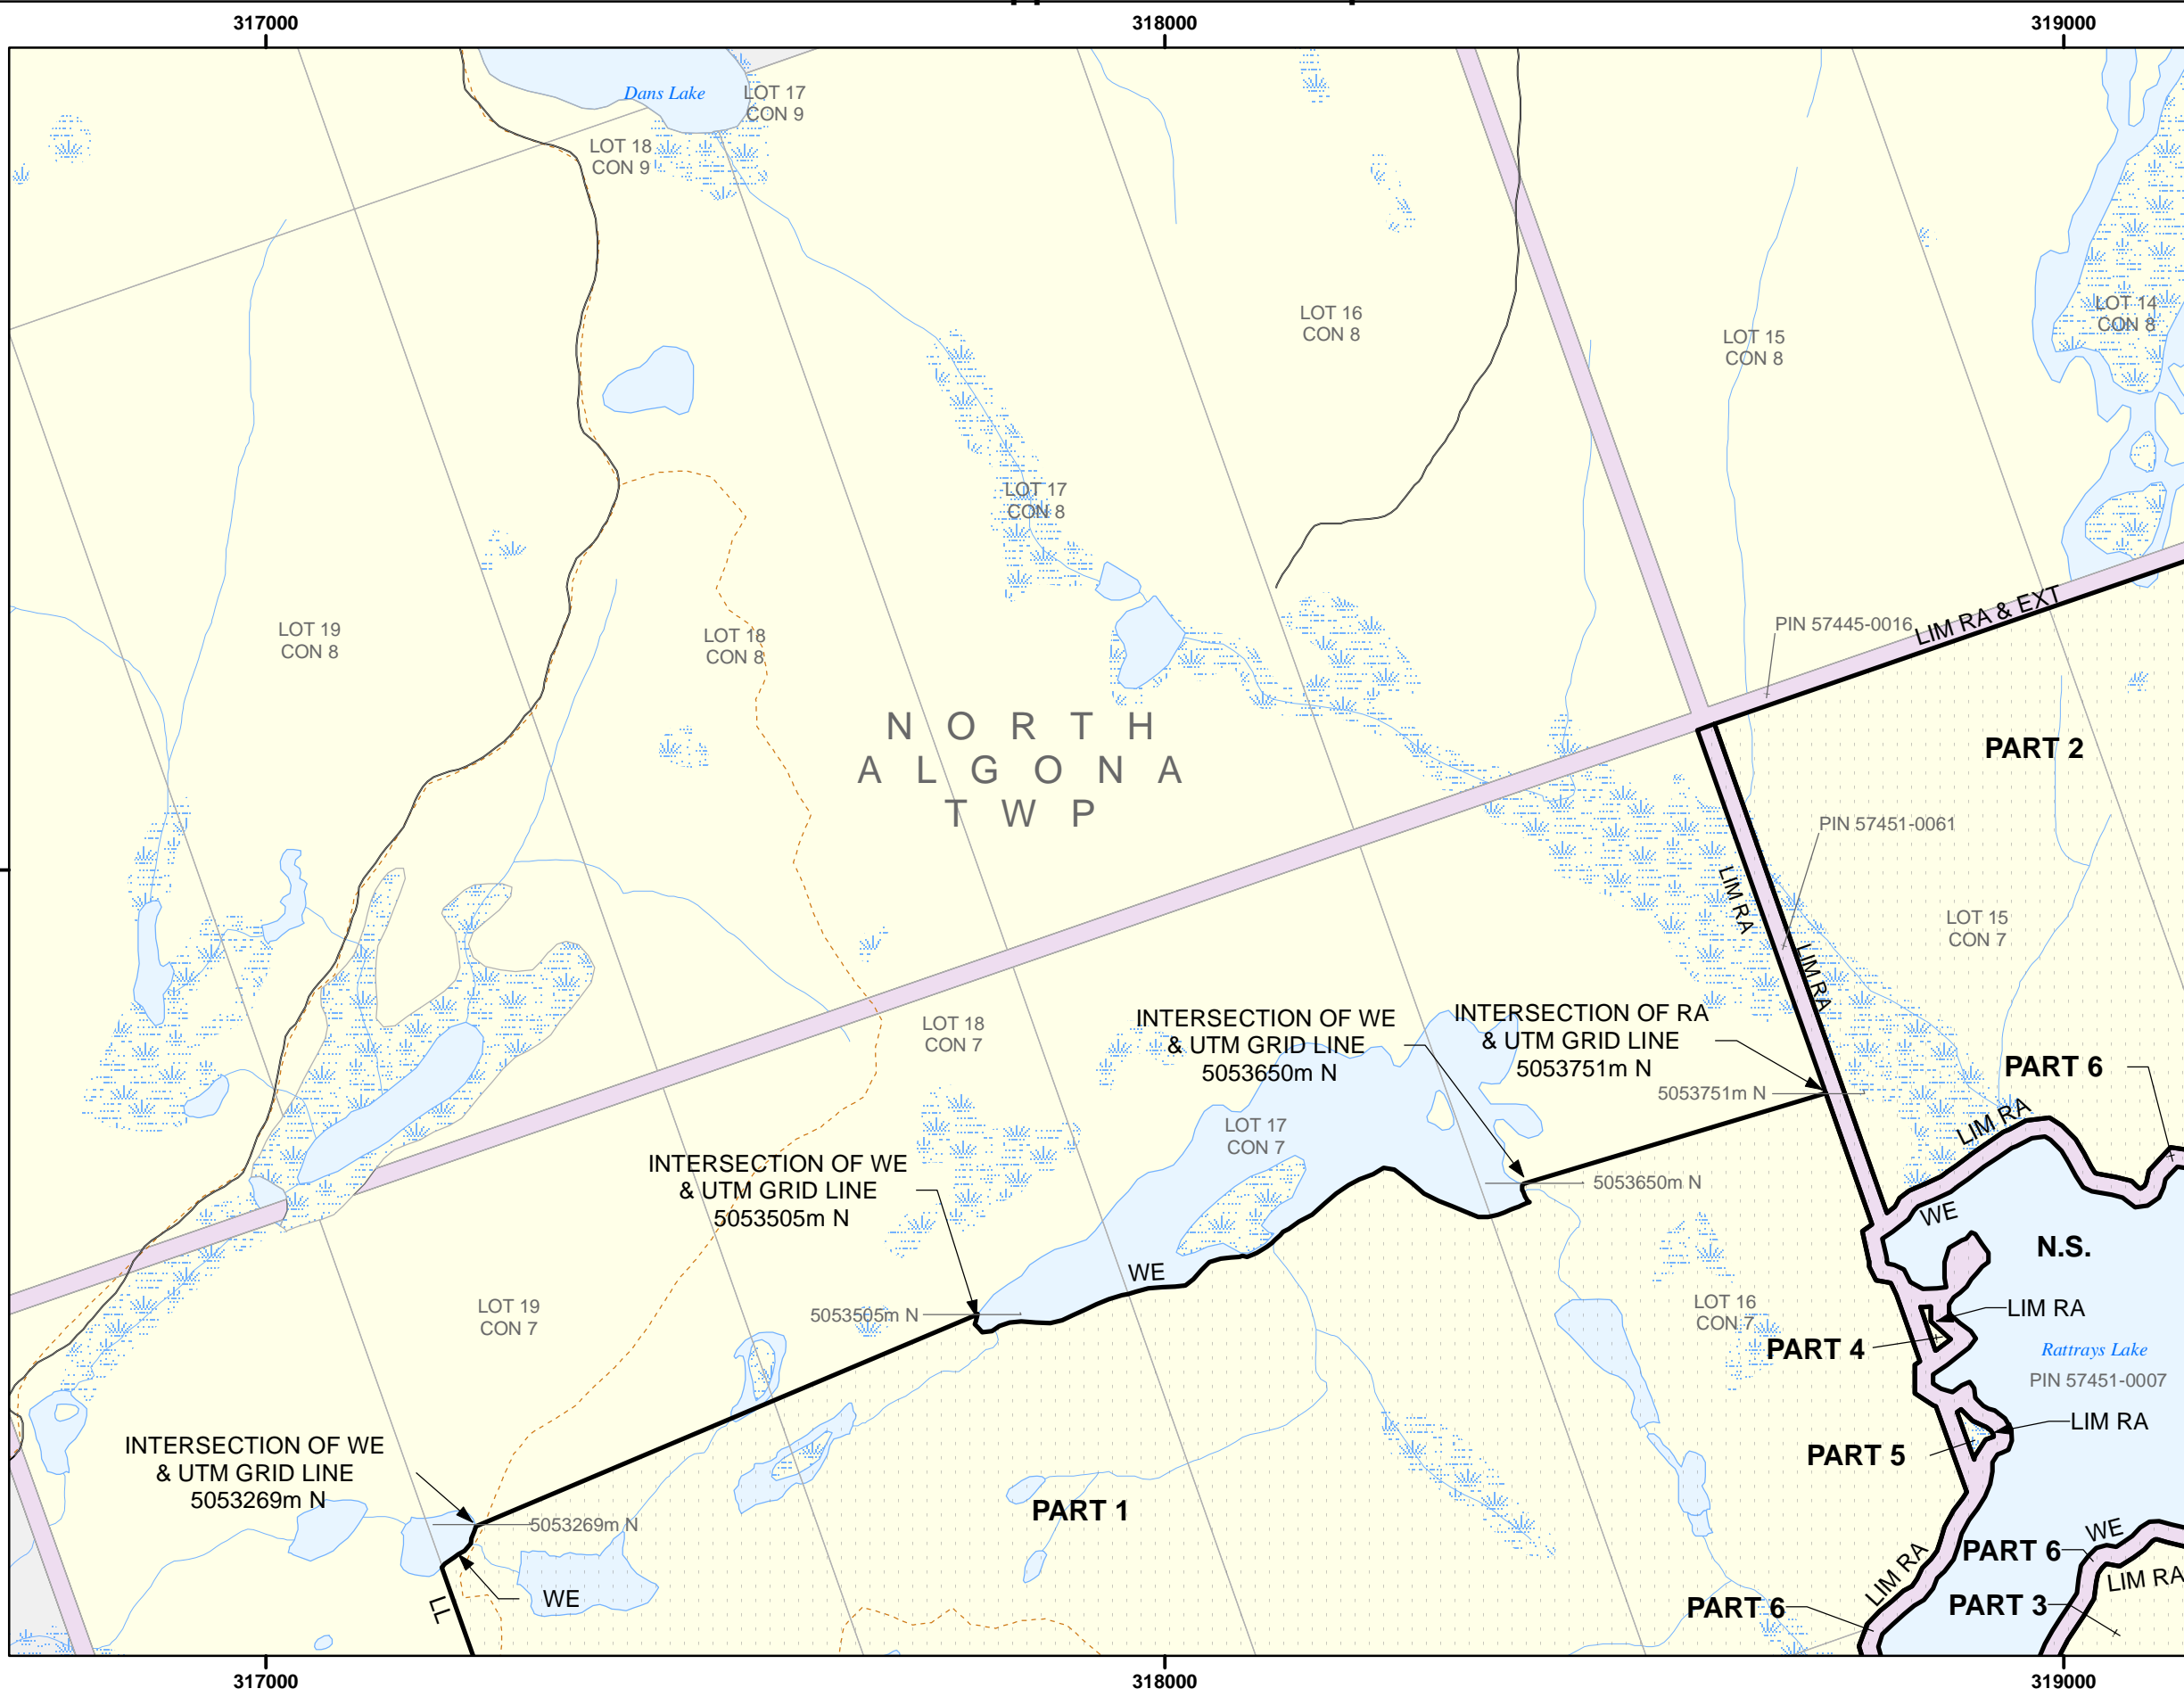 317000
318000
319000
Dans Lake
LOT 17
CON 9
LOT 18
CON 9
LOT 16
CON 8
LOT 15
CON 8
LOT 14
CON 8
LOT 17
CON 8
LOT 19
CON 8
LOT 18
CON 8
PIN 57445-0016
LIM RA & EXT
NORTH
ALGONA
TWP
PART 2
PIN 57451-0061
LIM RA
LIM RA
LOT 15
CON 7
LOT 18
CON 7
INTERSECTION OF WE
& UTM GRID LINE
5053650m N
INTERSECTION OF RA
& UTM GRID LINE
5053751m N
5053751m N
PART 6
LIM RA
LOT 17
CON 7
INTERSECTION OF WE
& UTM GRID LINE
5053505m N
5053650m N
WE
N.S.
WE
LOT 19
CON 7
5053505m N
LOT 16
CON 7
LIM RA
PART 4
Rattrays Lake
PIN 57451-0007
LIM RA
PART 5
INTERSECTION OF WE
& UTM GRID LINE
5053269m N
5053269m N
PART 1
WE
PART 6
LIM RA
LIM RA
WE
LL
PART 6
PART 3
317000
318000
319000